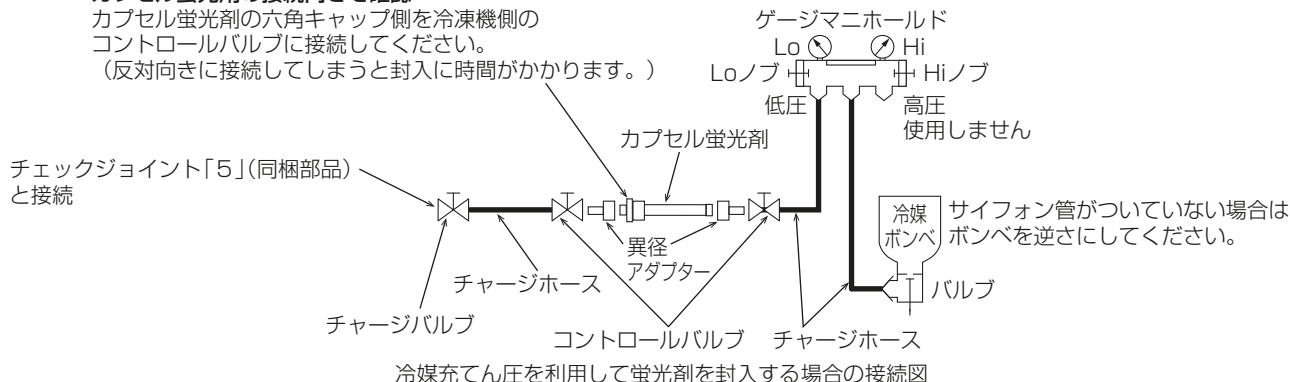 カプセル蛍光剤の六角キャップ側を冷凍機側の
コントロールバルブに接続してください。
（反対向きに接続してしまうと封入に時間がかかります。）
ゲージマニホールド
Lo
Hi
Loノブ
Hiノブ
低圧
高圧
使用しません
カプセル蛍光剤
チェックジョイント「5」（同梱部品）
と接続
冷媒
ボンベ
サイフォン管がついていない場合は
ボンベを逆さにしてください。
異径
アダプター
チャージホース
バルブ
チャージバルブ
コントロールバルブ
チャージホース
冷媒充てん圧を利用して蛍光剤を封入する場合の接続図